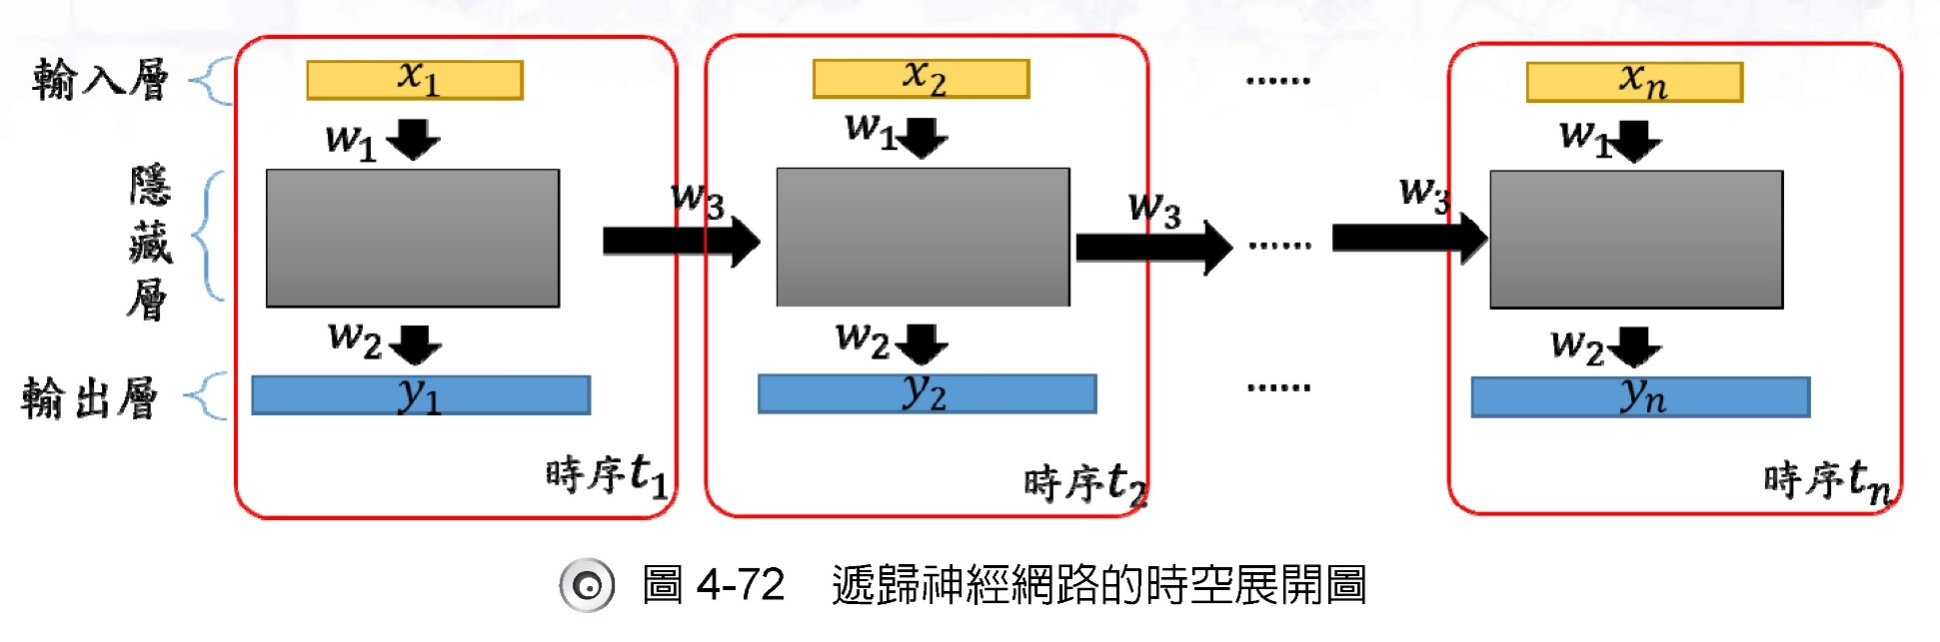 輸入層 x₁ x₂ ...... xₙ
w₁ w₁ w₁
隱藏層 w₃ w₃ ...... w₃
w₂ w₂ w₂
輸出層 y₁ y₂ ...... yₙ
時序t₁ 時序t₂ 時序tₙ
圖 4-72 遞歸神經網路的時空展開圖